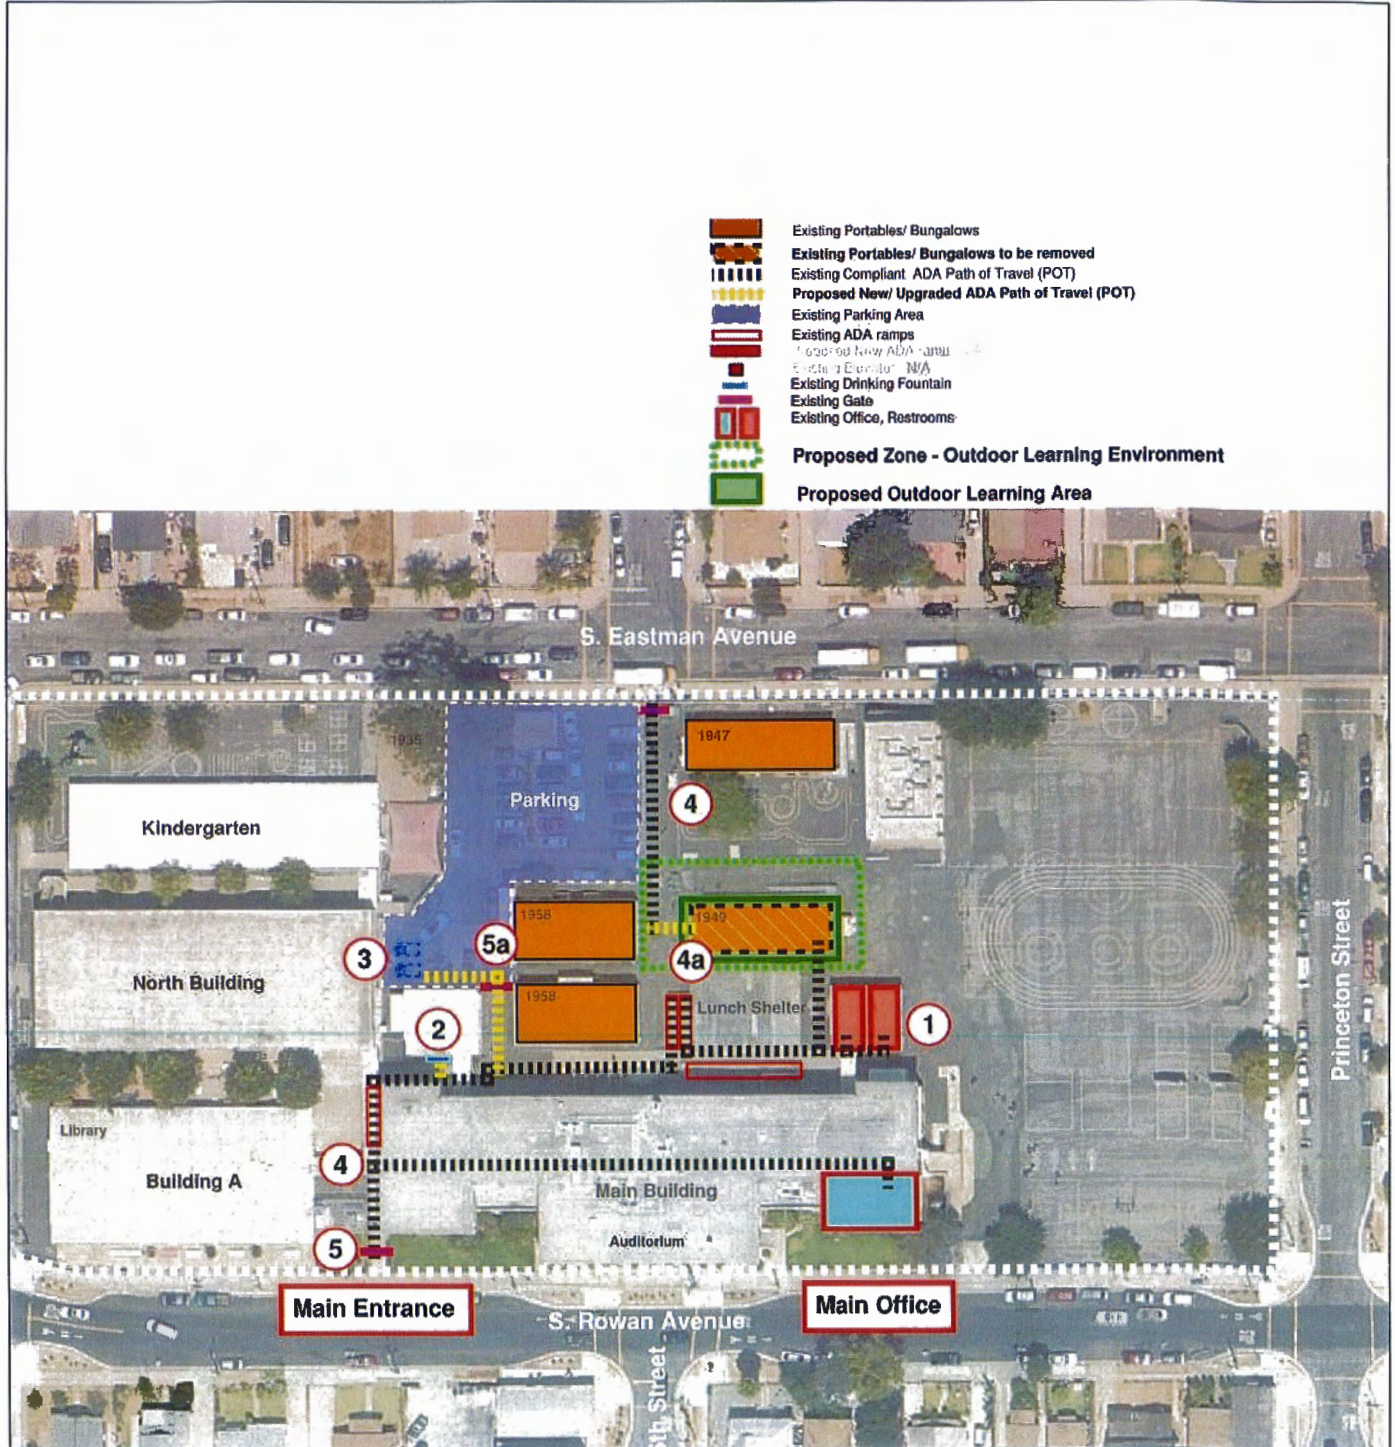 Existing Portables/ Bungalows
Existing Portables/ Bungalows to be removed
Existing Compliant ADA Path of Travel (POT)
Proposed New/ Upgraded ADA Path of Travel (POT)
Existing Parking Area
Existing ADA ramps
New ADA ramp
N/A
Existing Drinking Fountain
Existing Gate
Existing Office, Restrooms
Proposed Zone - Outdoor Learning Environment
Proposed Outdoor Learning Area
S. Eastman Avenue
1935
1947
Parking
4
Kindergarten
1958
1949
5a
3
4a
North Building
1958
Lunch Shelter
1
2
Princeton Street
Library
4
Building A
Main Building
Auditorium
5
Main Entrance
Main Office
S. Rowan Avenue
Street